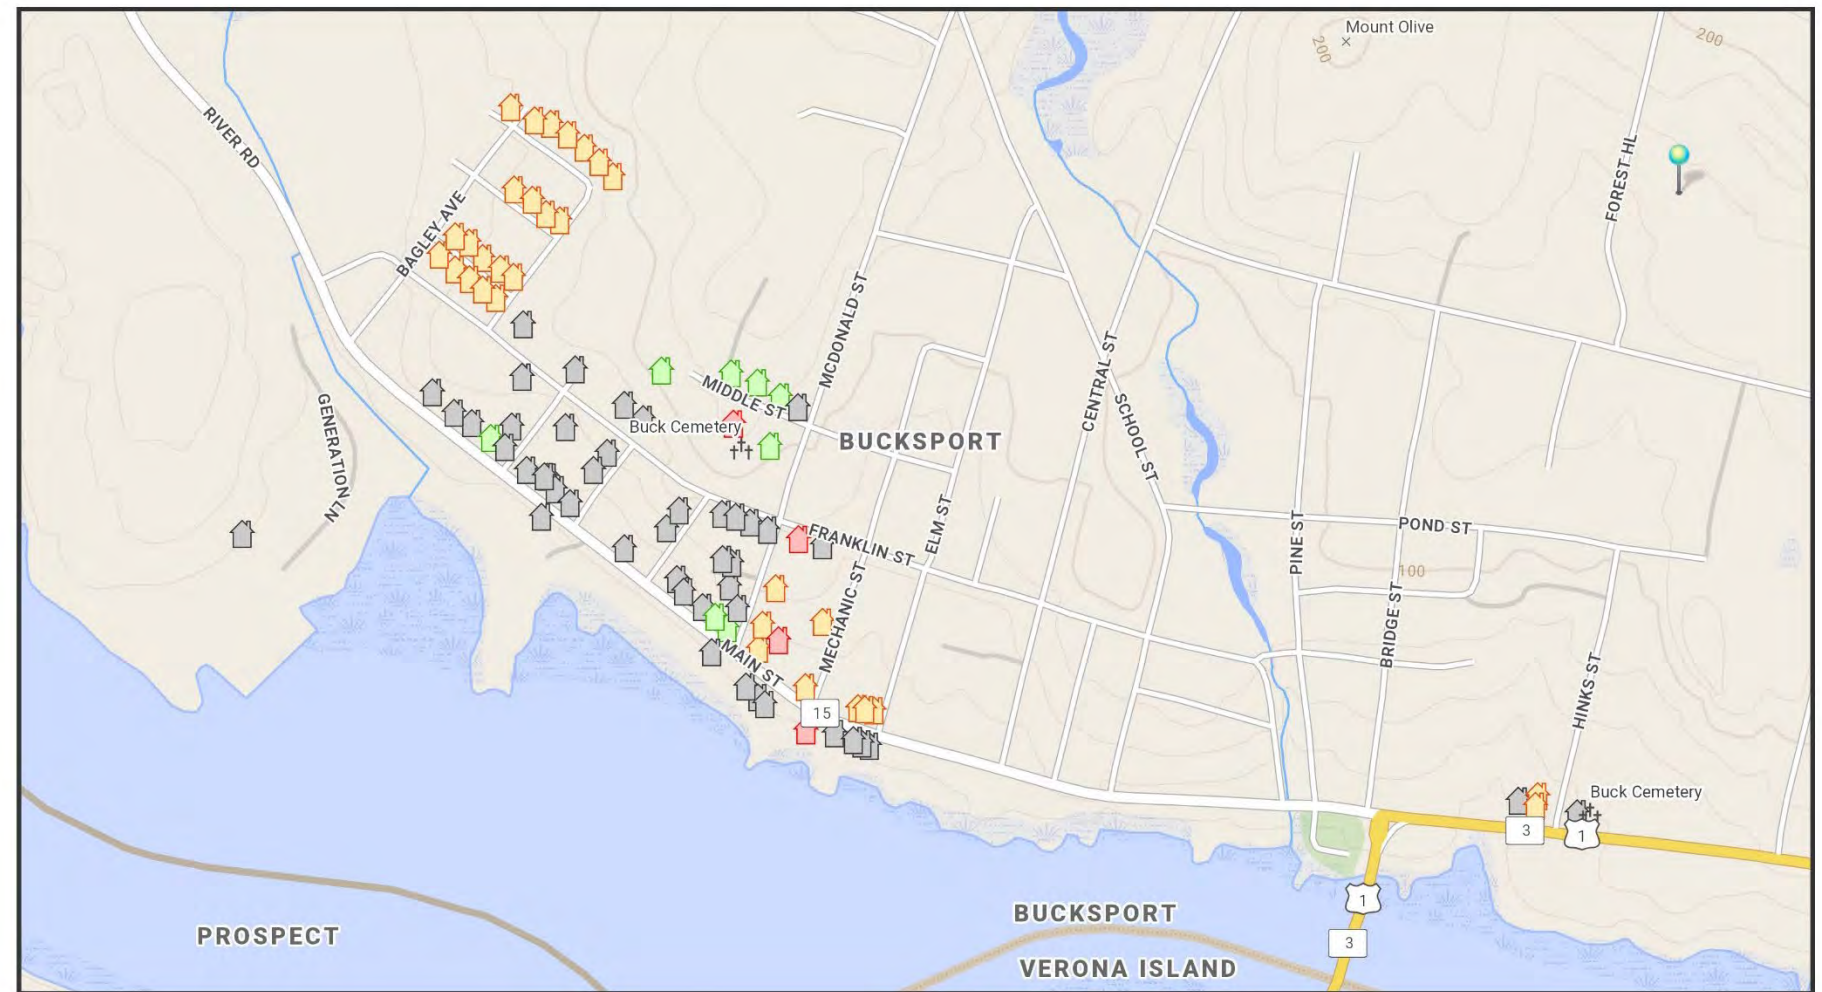 Mount Olive
200
200
RIVER RD
FOREST HL
BAGLEY AVE
MCDONALD ST
MIDDLE ST
CENTRAL ST
SCHOOL ST
GENERATION LN
Buck Cemetery
BUCKSPORT
ELM ST
FRANKLIN ST
PINE ST
POND ST
100
MECHANIC ST
BRIDGE ST
MAIN ST
HINKS ST
15
Buck Cemetery
3
1
1
BUCKSPORT
PROSPECT
3
VERONA ISLAND